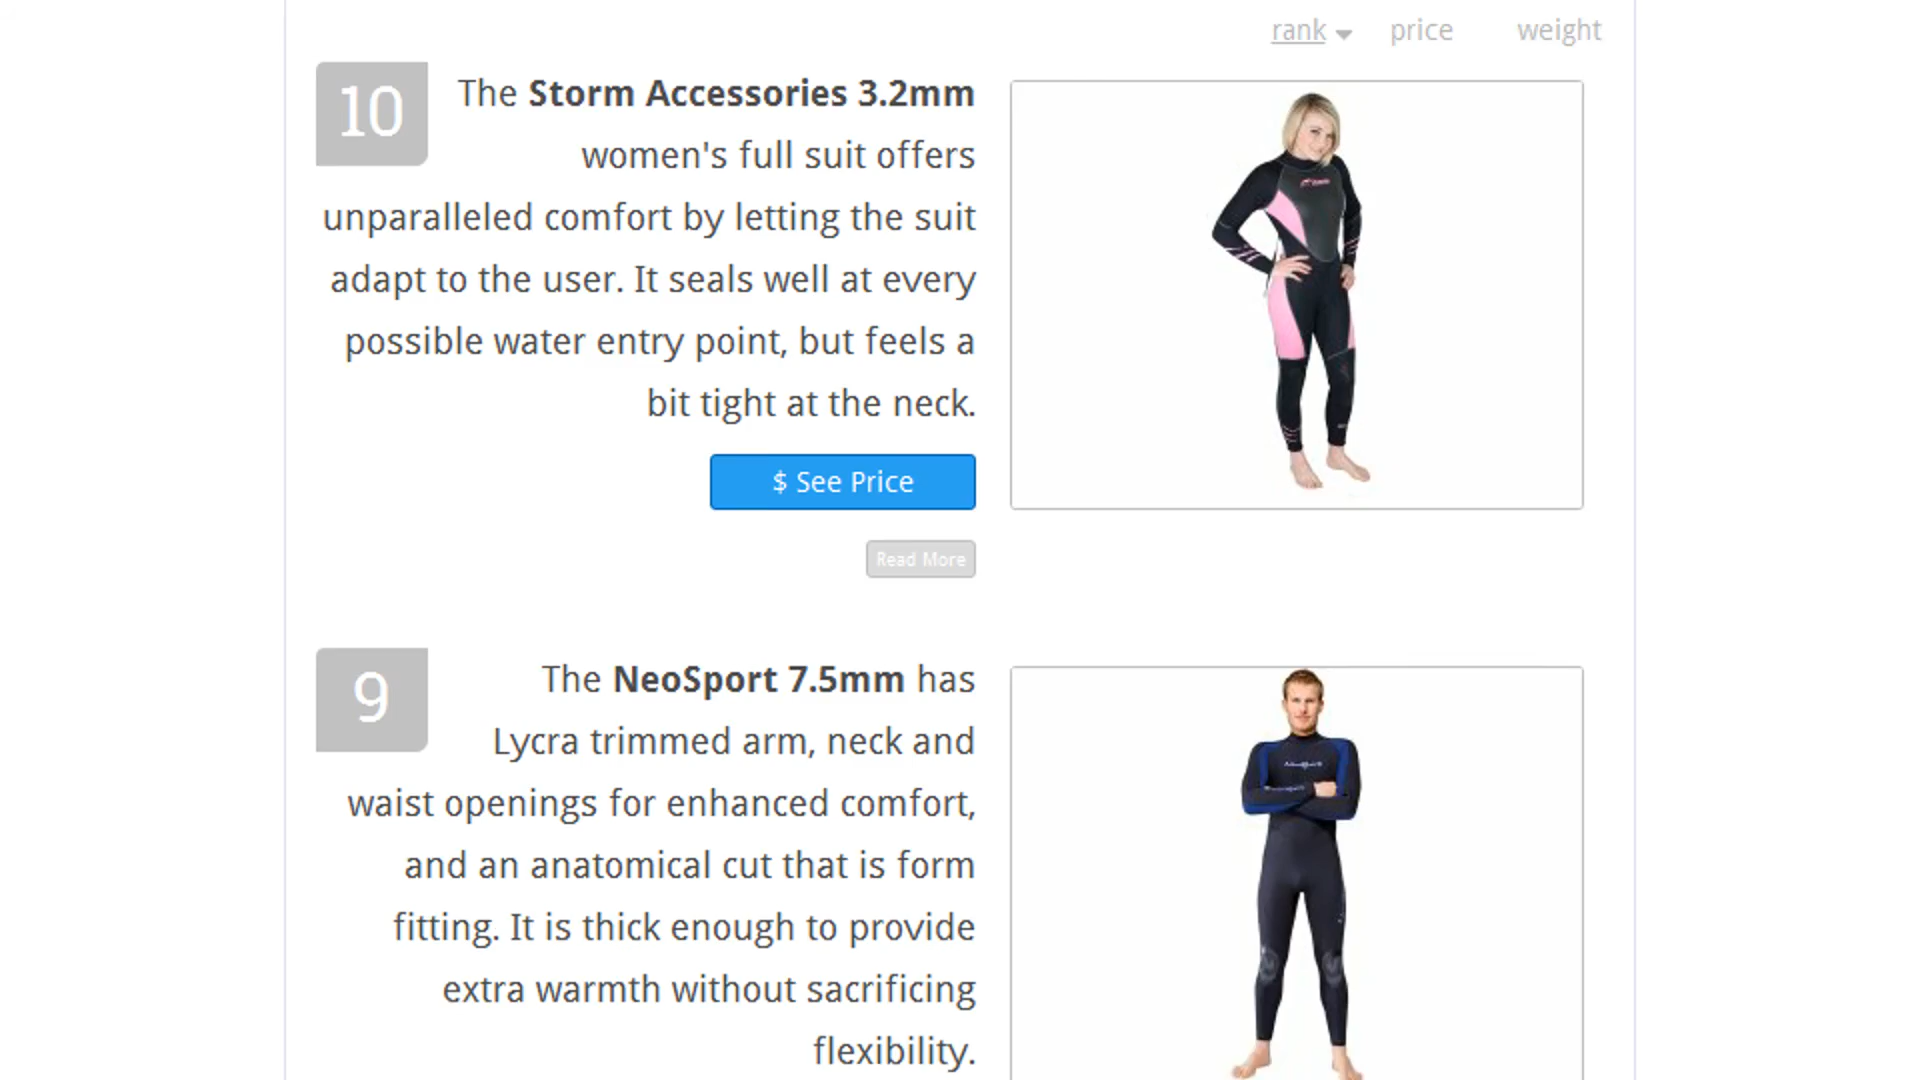 rank price weight
10
The Storm Accessories 3.2mm
women's full suit offers
unparalleled comfort by letting the suit
adapt to the user. It seals well at every
possible water entry point, but feels a
bit tight at the neck.
$ See Price
Read More
9
The NeoSport 7.5mm has
Lycra trimmed arm, neck and
waist openings for enhanced comfort,
and an anatomical cut that is form
fitting. It is thick enough to provide
extra warmth without sacrificing
flexibility.